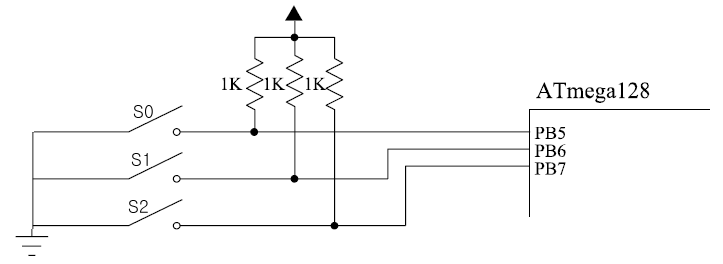 1K 1K 1K
ATmega128
S0
PB5
S1
PB6
PB7
S2